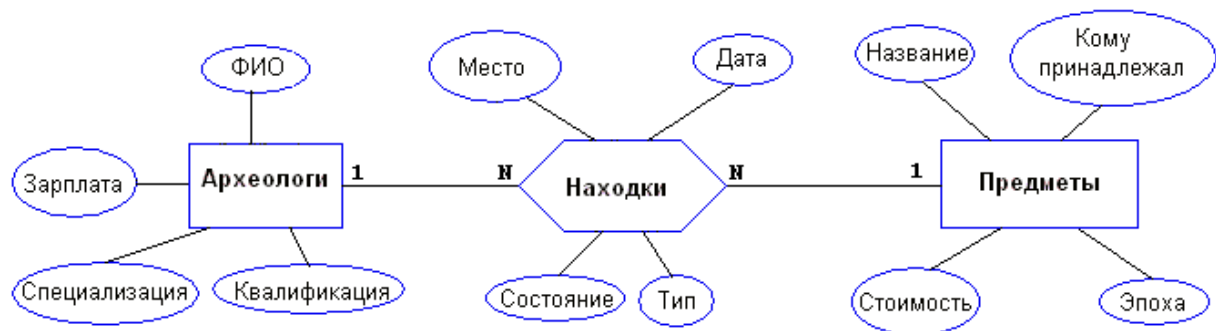 ФИО
Место
Дата
Название
Кому
принадлежал
Зарплата
Археологи
1
N
Находки
N
1
Предметы
Специализация
Квалификация
Состояние
Тип
Стоимость
Эпоха